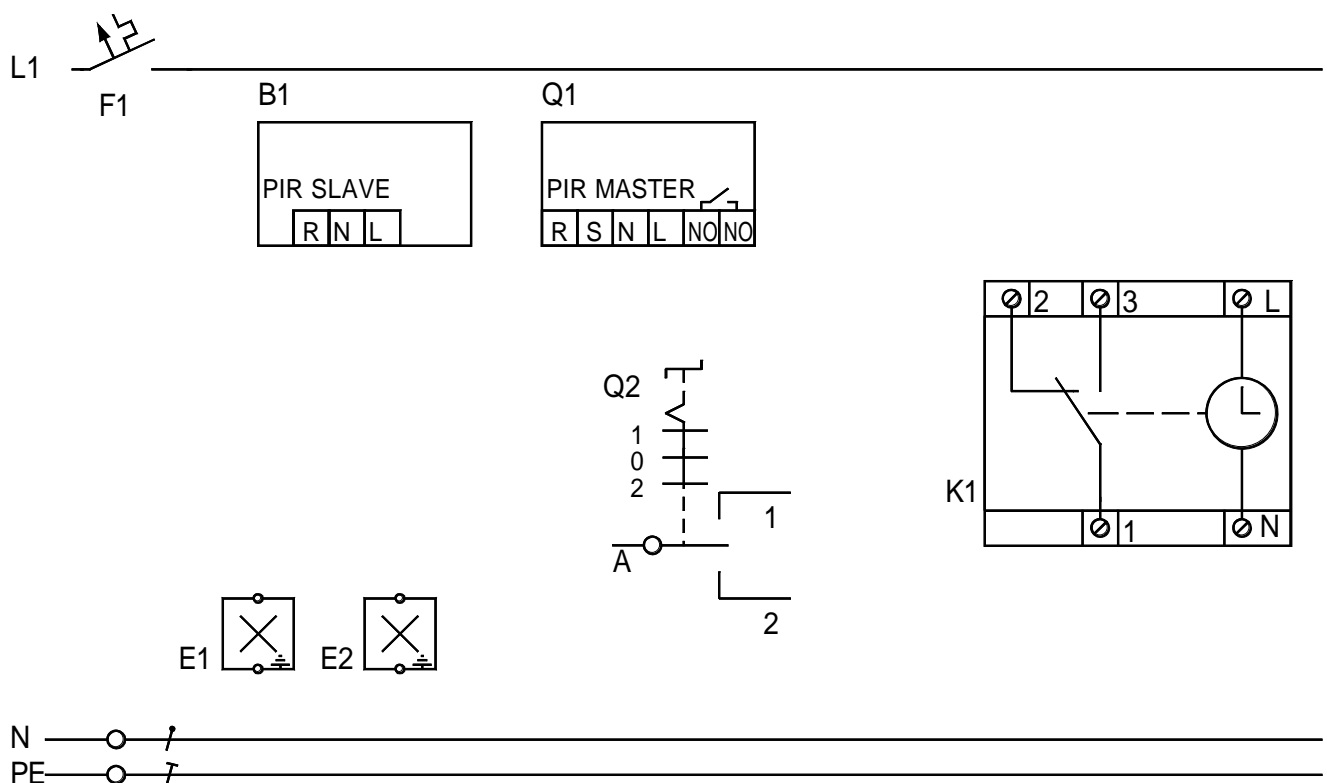 L1
F1
B1
Q1
PIR SLAVE
R N L
PIR MASTER
R S N L NO NO
2 3 L
Q2
1
0
2
K1
1
A
1 N
2
E1 E2
N
PE